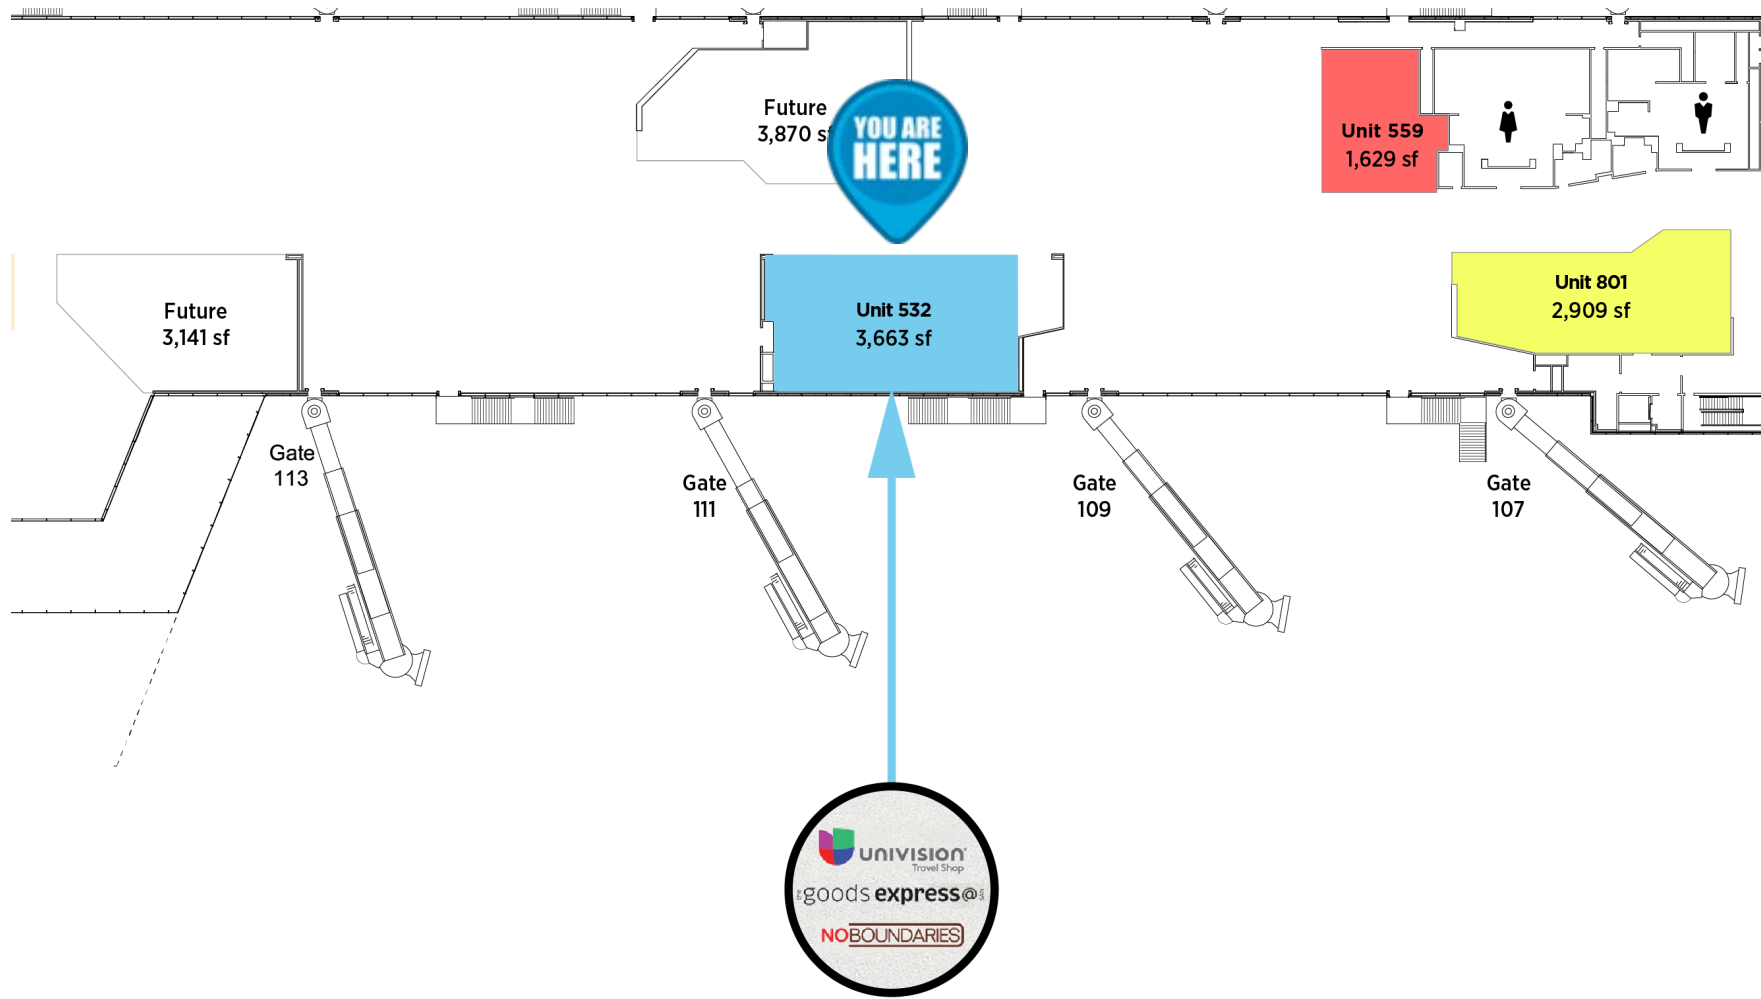 Future
3,870 sf
YOU ARE
HERE
Unit 559
1,629 sf
Future
3,141 sf
Unit 532
3,663 sf
Unit 801
2,909 sf
Gate
113
Gate
111
Gate
109
Gate
107
UNIVISION
Travel Shop
the goods express@ SAN
NOBOUNDARIES